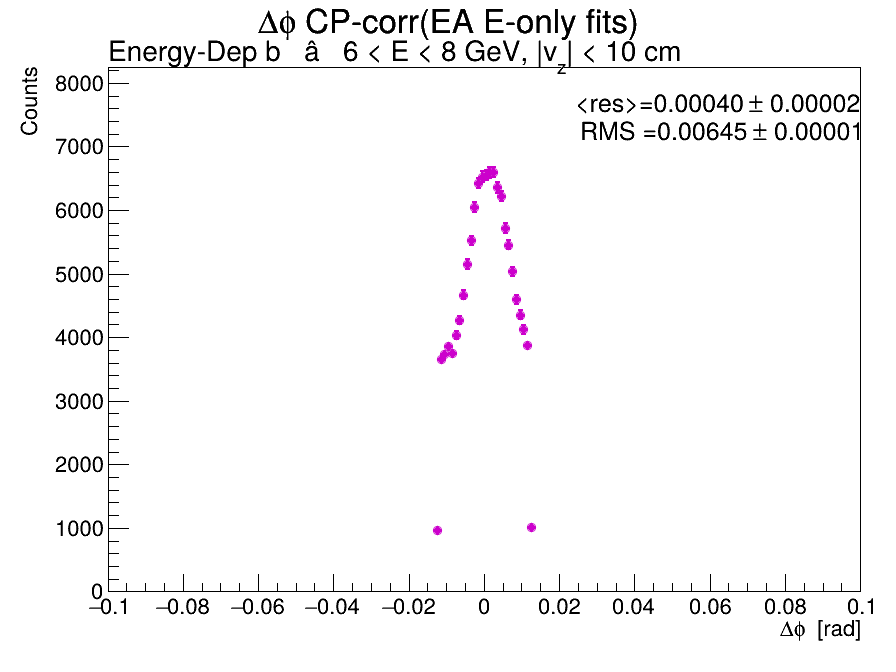 Δϕ CP-corr(EA E-only fits)
Energy-Dep b â 6 < E < 8 GeV, |v_z| < 10 cm
Counts
<res>=0.00040 ± 0.00002
RMS =0.00645 ± 0.00001
8000
7000
6000
5000
4000
3000
2000
1000
0
−0.1 −0.08 −0.06 −0.04 −0.02 0 0.02 0.04 0.06 0.08 0.1
Δϕ [rad]